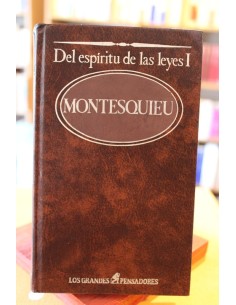 Del espíritu de las leyes I
MONTESQUIEU
LOS GRANDES PENSADORES